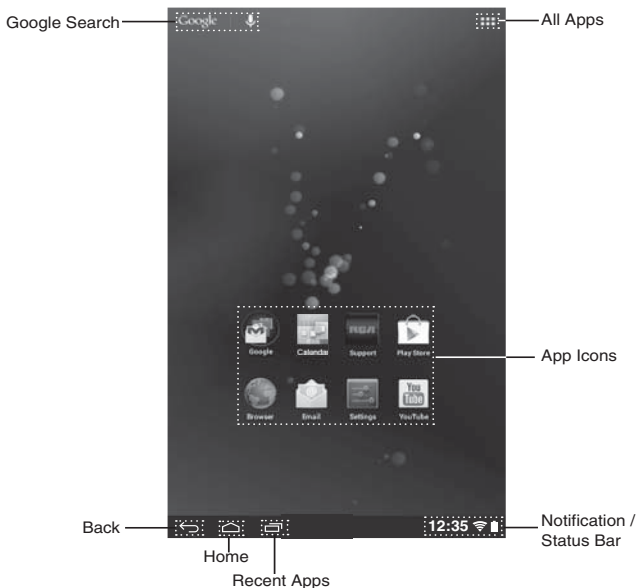 Google Search
Google
All Apps
RCA
Google
Calandar
Support
Play Store
App Icons
You
Tube
Browser
Email
Settings
YouTube
Back
12:35
Notification /
Status Bar
Home
Recent Apps